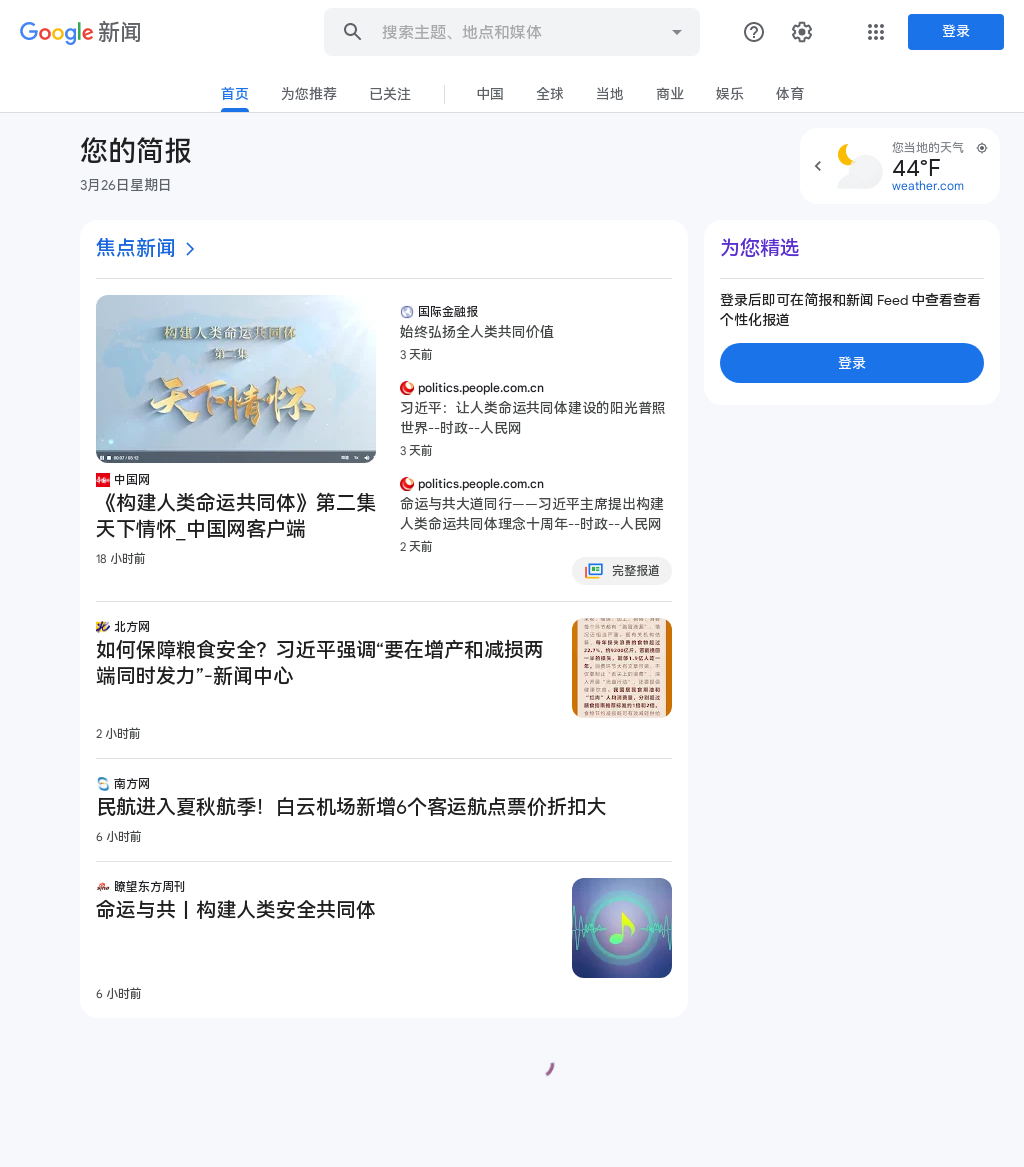 Google 新闻
搜索主题、地点和媒体
登录
首页
为您推荐
已关注
中国
全球
当地
商业
娱乐
体育
您的简报
3月26日星期日
您当地的天气
44°F
weather.com
焦点新闻
构建人类命运共同体
第二集
天下情怀
中国网
《构建人类命运共同体》第二集
天下情怀_中国网客户端
18 小时前
国际金融报
始终弘扬全人类共同价值
3 天前
politics.people.com.cn
习近平：让人类命运共同体建设的阳光普照
世界--时政--人民网
3 天前
politics.people.com.cn
命运与共大道同行——习近平主席提出构建
人类命运共同体理念十周年--时政--人民网
2 天前
完整报道
北方网
如何保障粮食安全？习近平强调“要在增产和减损两
端同时发力”-新闻中心
2 小时前
南方网
民航进入夏秋航季！白云机场新增6个客运航点票价折扣大
6 小时前
瞭望东方周刊
命运与共丨构建人类安全共同体
6 小时前
为您精选
登录后即可在简报和新闻 Feed 中查看查看
个性化报道
登录